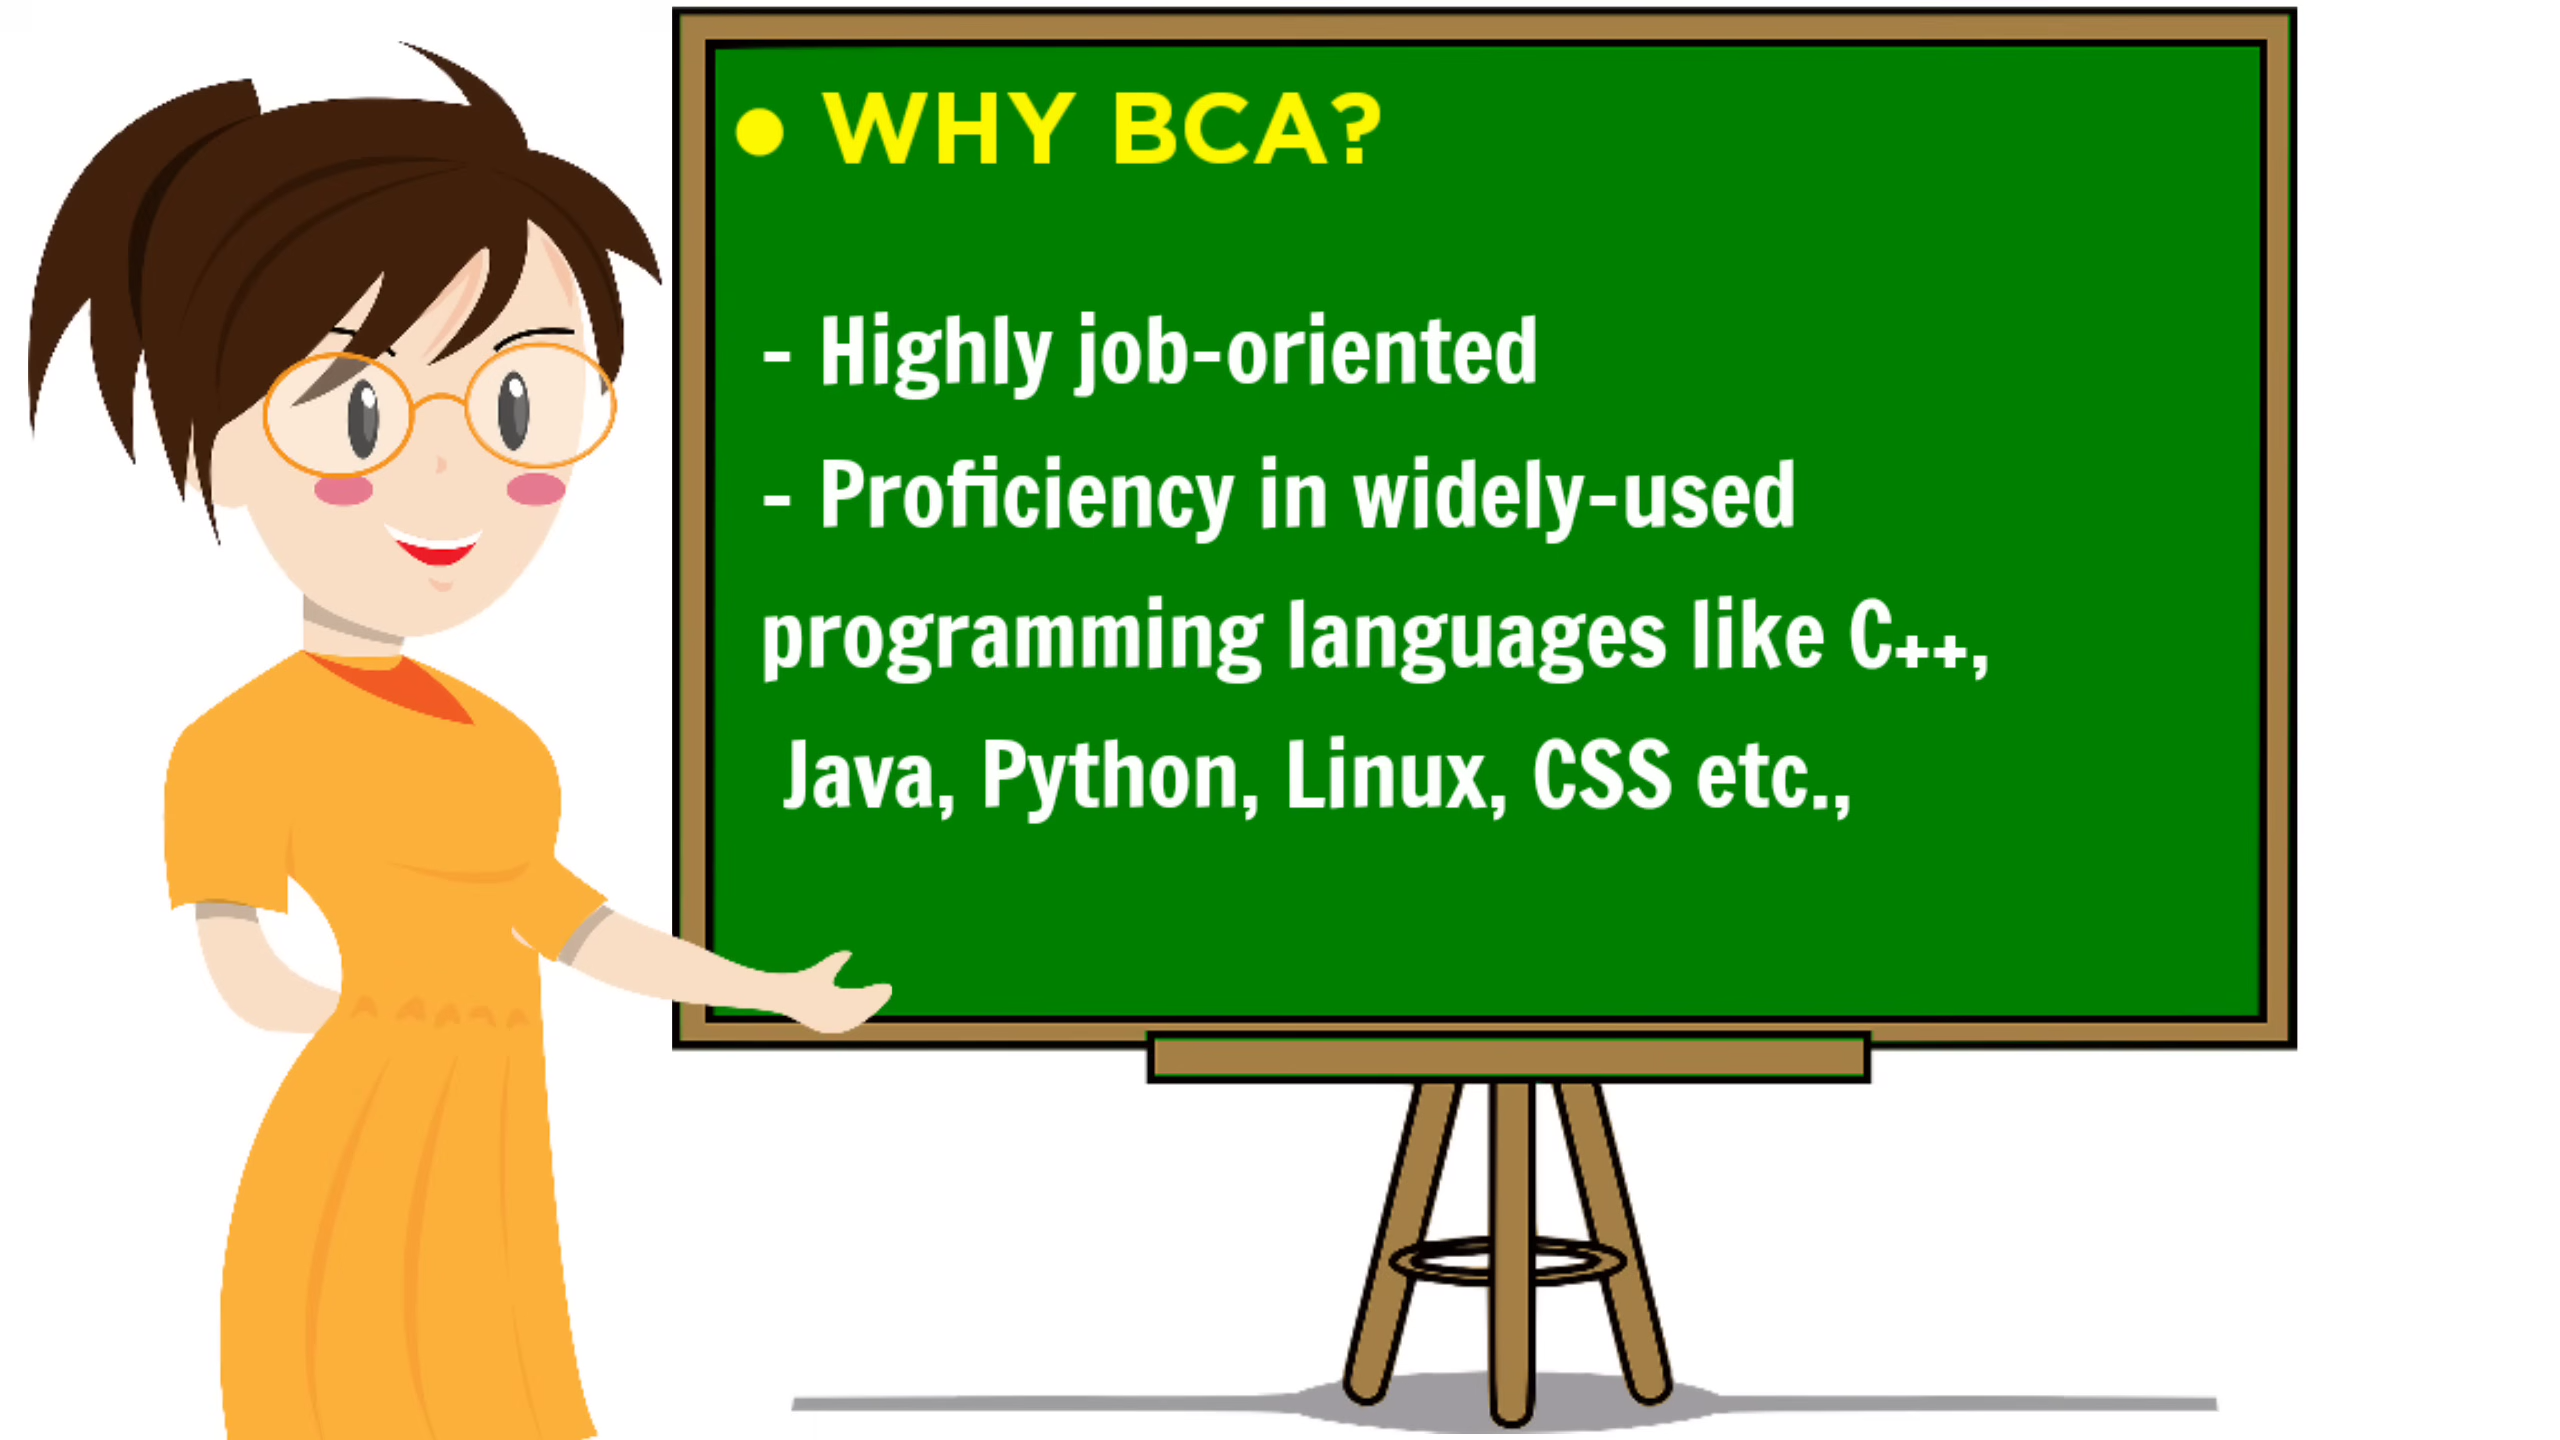 • WHY BCA?
- Highly job-oriented
- Proficiency in widely-used
programming languages like C++,
Java, Python, Linux, CSS etc.,